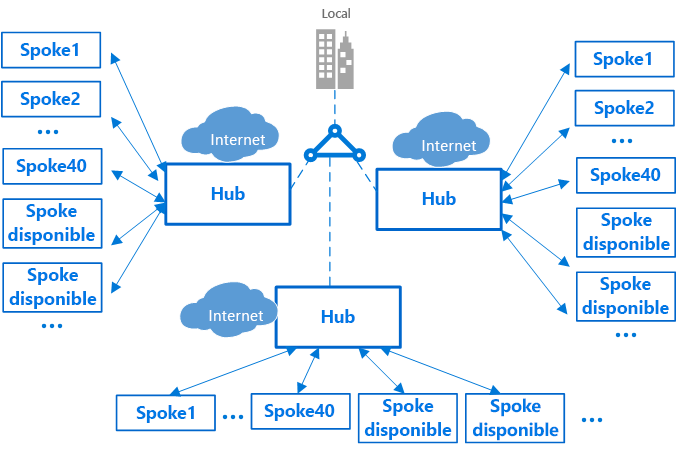 Local
Spoke1
Spoke2
...
Spoke40
Spoke
disponible
Spoke
disponible
...
Internet
Hub
Internet
Hub
Spoke1
Spoke2
...
Spoke40
Spoke
disponible
Spoke
disponible
...
Internet
Hub
Spoke1
...
Spoke40
Spoke
disponible
Spoke
disponible
...